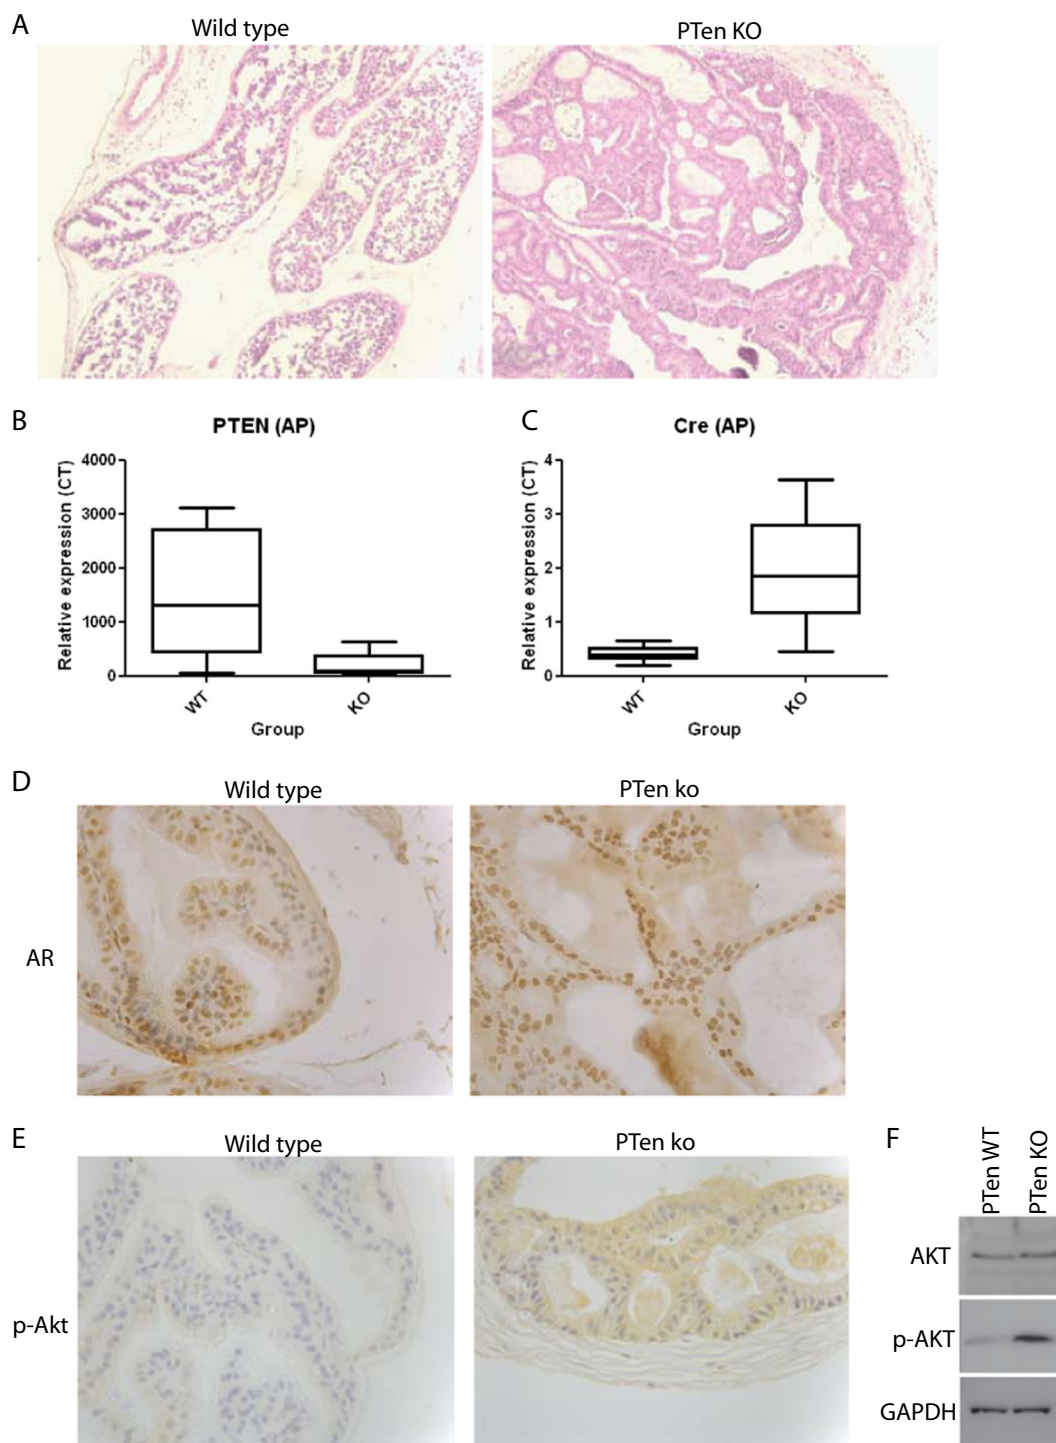 A
Wild type
PTen KO
B
PTEN (AP)
Relative expression (CT)
4000
3000
2000
1000
0
WT
KO
Group
C
Cre (AP)
Relative expression (CT)
4
3
2
1
0
WT
KO
Group
D
Wild type
PTen ko
AR
E
Wild type
PTen ko
p-Akt
F
PTen WT
PTen KO
AKT
p-AKT
GAPDH